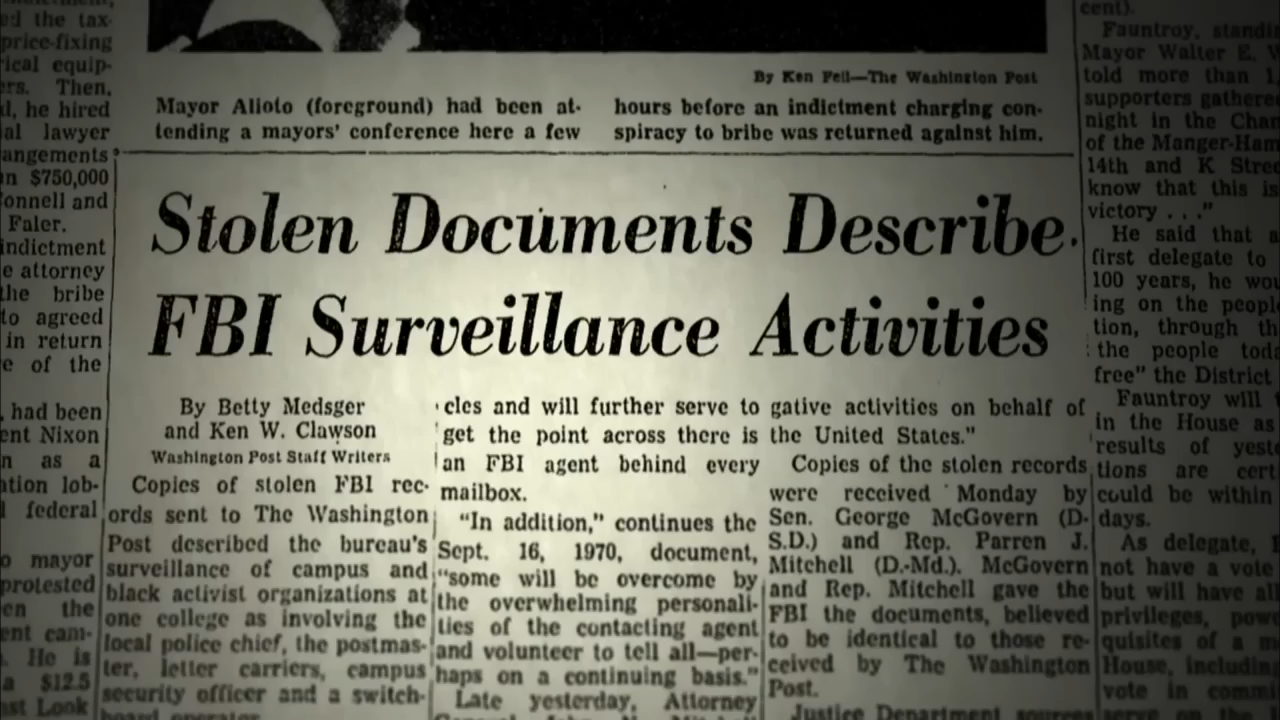 ed the tax-
price-fixing
rical equip-
ers. Then,
d, he hired
al lawyer
angements
n $750,000
onnell and
Faler.
indictment
e attorney
the bribe
to agreed
in return
e of the
had been
ent Nixon
n as a
ation lob-
l federal
o mayor
protested
en the
ent cam-
. He is
a $12.5
ast Look
By Ken Feil—The Washington Post
Mayor Alioto (foreground) had been at-
tending a mayors' conference here a few
hours before an indictment charging con-
spiracy to bribe was returned against him.
Stolen Documents Describe
FBI Surveillance Activities
By Betty Medsger
and Ken W. Clawson
Washington Post Staff Writers
Copies of stolen FBI rec-
ords sent to The Washington
Post described the bureau's
surveillance of campus and
black activist organizations at
one college as involving the
local police chief, the postmas-
ter, letter carriers, campus
security officer and a switch-
board operator.
cles and will further serve to
get the point across there is
an FBI agent behind every
mailbox.
"In addition," continues the
Sept. 16, 1970, document,
"some will be overcome by
the overwhelming personali-
ties of the contacting agent
and volunteer to tell all—per-
haps on a continuing basis."
Late yesterday, Attorney
gative activities on behalf of
the United States."
Copies of the stolen records
were received Monday by
Sen. George McGovern (D-
S.D.) and Rep. Parren J.
Mitchell (D.-Md.). McGovern
and Rep. Mitchell gave the
FBI the documents, believed
to be identical to those re-
ceived by The Washington
Post.
Justice Department sources
cent).
Fauntroy, standi
Mayor Walter E.
told more than
supporters gathere
night in the Cha
of the Manger-Ham
14th and K Stree
know that this is
victory . . ."
He said that a
first delegate to
100 years, he wou
ing on the people
tion, through th
the people tod
free" the District
Fauntroy will
in the House as
results of yest
tions are cert
could be within
days.
As delegate,
not have a vote
but will have al
privileges, powe
quisites of a m
House, includin
vote in commi